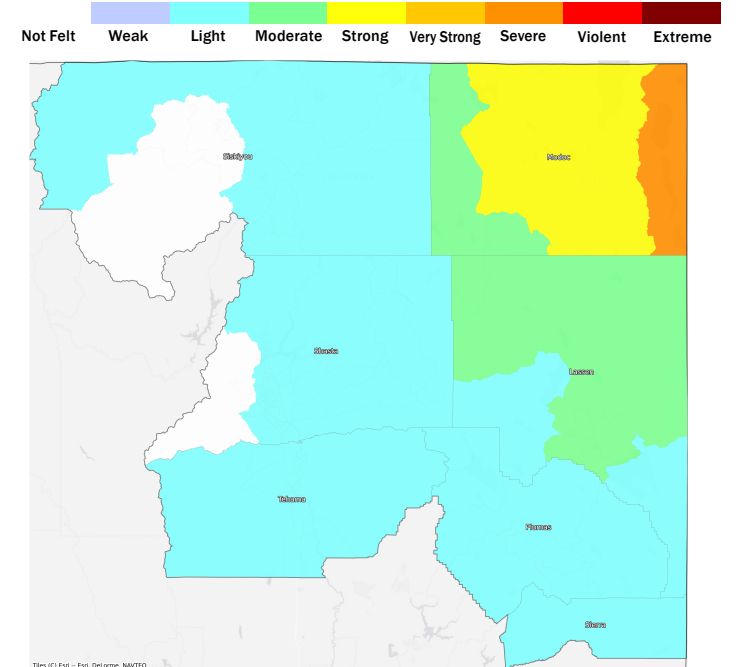 Not Felt Weak Light Moderate Strong Very Strong Severe Violent Extreme
Siskiyou
Modoc
Shasta
Lassen
Tehama
Plumas
Sierra
Tiles (C) Esri -- Esri, DeLorme, NAVTEQ